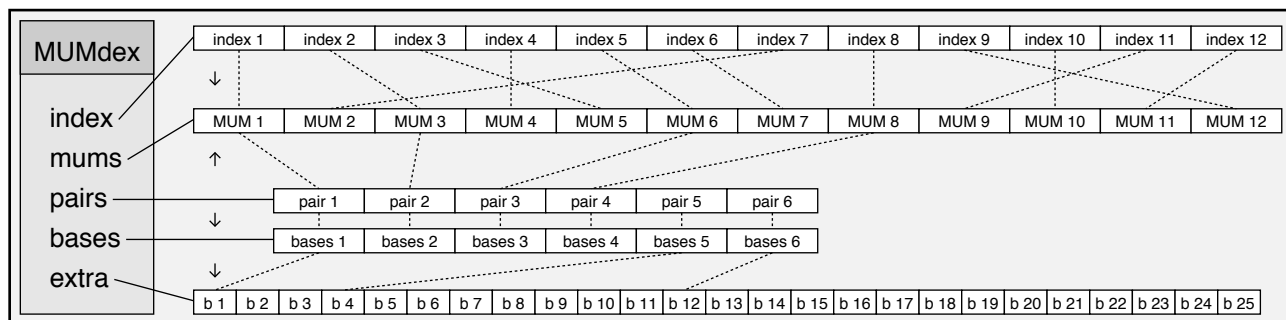 MUMdex
index
mums
pairs
bases
extra
index 1 index 2 index 3 index 4 index 5 index 6 index 7 index 8 index 9 index 10 index 11 index 12
↓
MUM 1 MUM 2 MUM 3 MUM 4 MUM 5 MUM 6 MUM 7 MUM 8 MUM 9 MUM 10 MUM 11 MUM 12
↑
pair 1 pair 2 pair 3 pair 4 pair 5 pair 6
↓
bases 1 bases 2 bases 3 bases 4 bases 5 bases 6
↓
b 1 b 2 b 3 b 4 b 5 b 6 b 7 b 8 b 9 b 10 b 11 b 12 b 13 b 14 b 15 b 16 b 17 b 18 b 19 b 20 b 21 b 22 b 23 b 24 b 25